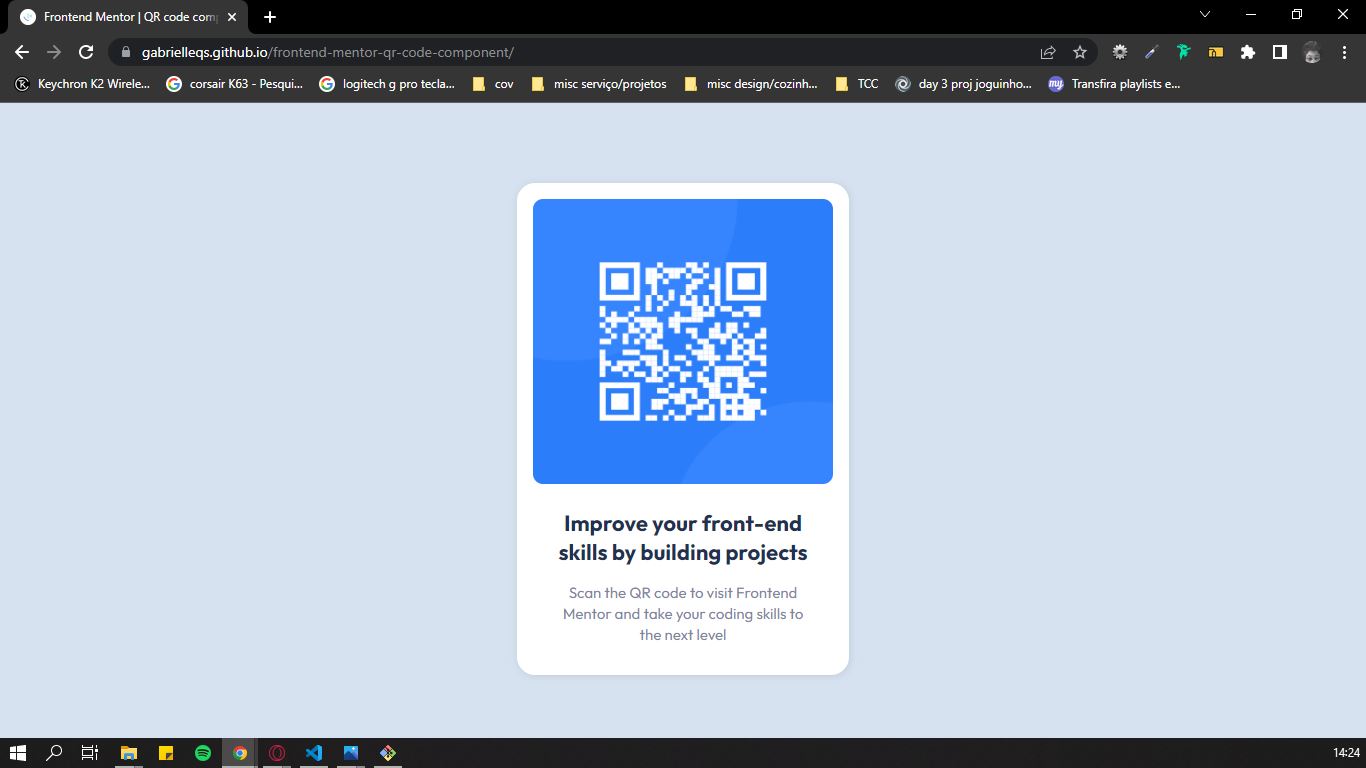 Frontend Mentor | QR code com
gabrielleqs.github.io/frontend-mentor-qr-code-component/
Keychron K2 Wirele...
corsair K63 - Pesqui...
logitech g pro tecla...
cov
misc serviço/projetos
misc design/cozinh...
TCC
my
day 3 proj joguinho...
Transfira playlists e...
Improve your front-end
skills by building projects
Scan the QR code to visit Frontend
Mentor and take your coding skills to
the next level
14:24